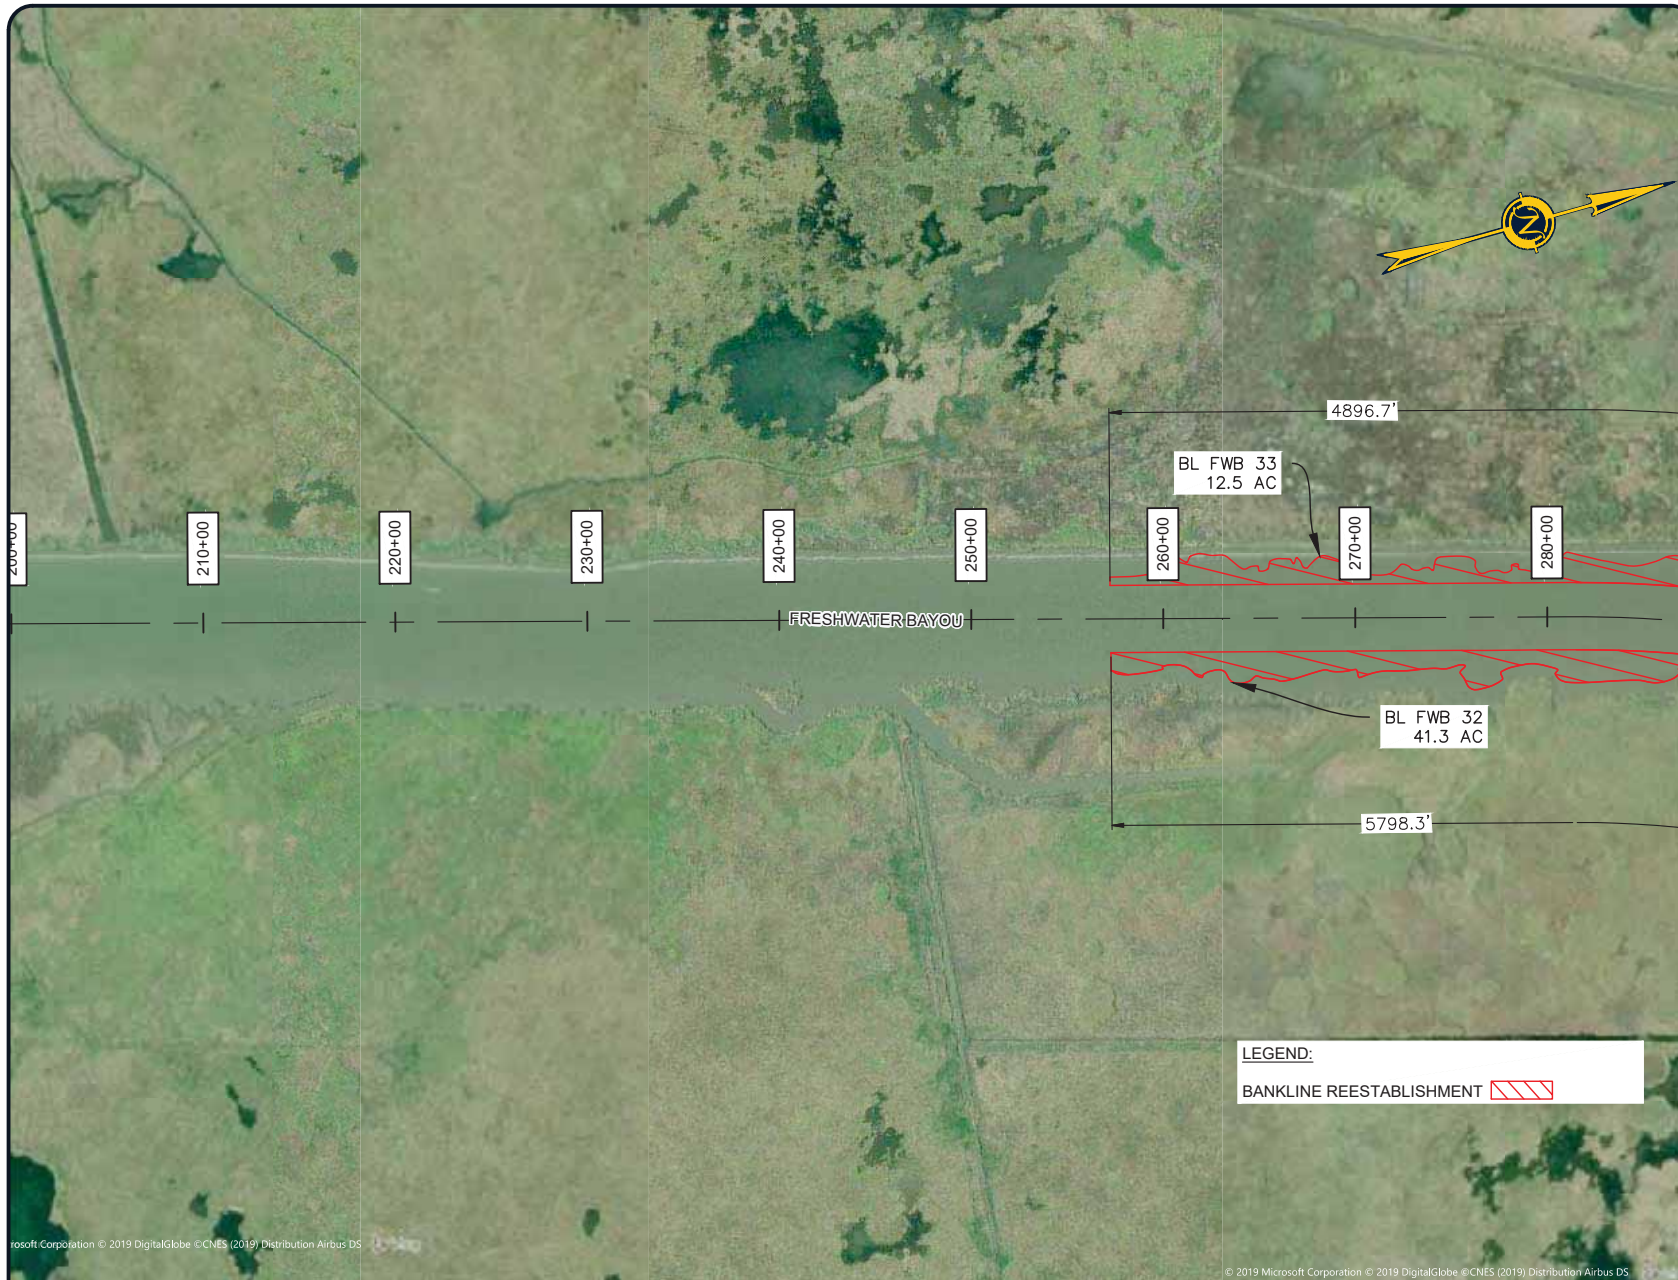 4896.7'
BL FWB 33
12.5 AC
210+00
220+00
230+00
240+00
250+00
260+00
270+00
280+00
FRESHWATER BAYOU
BL FWB 32
41.3 AC
5798.3'
LEGEND:
BANKLINE REESTABLISHMENT
rosoft Corporation © 2019 DigitalGlobe ©CNES (2019) Distribution Airbus DS
© 2019 Microsoft Corporation © 2019 DigitalGlobe ©CNES (2019) Distribution Airbus DS
N